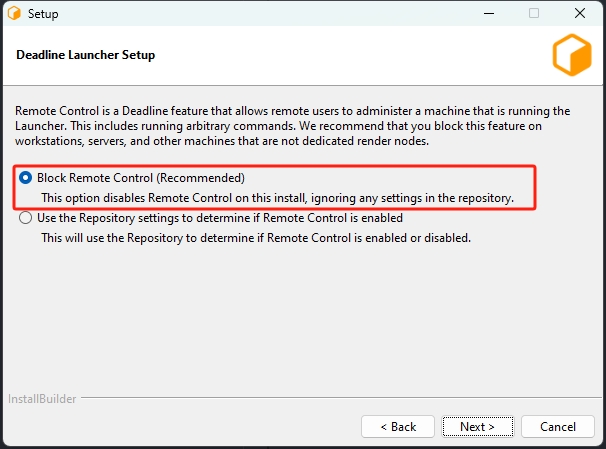 Setup
Deadline Launcher Setup
Remote Control is a Deadline feature that allows remote users to administer a machine that is running the
Launcher. This includes running arbitrary commands. We recommend that you block this feature on
workstations, servers, and other machines that are not dedicated render nodes.
Block Remote Control (Recommended)
This option disables Remote Control on this install, ignoring any settings in the repository.
Use the Repository settings to determine if Remote Control is enabled
This will use the Repository to determine if Remote Control is enabled or disabled.
InstallBuilder
< Back
Next >
Cancel